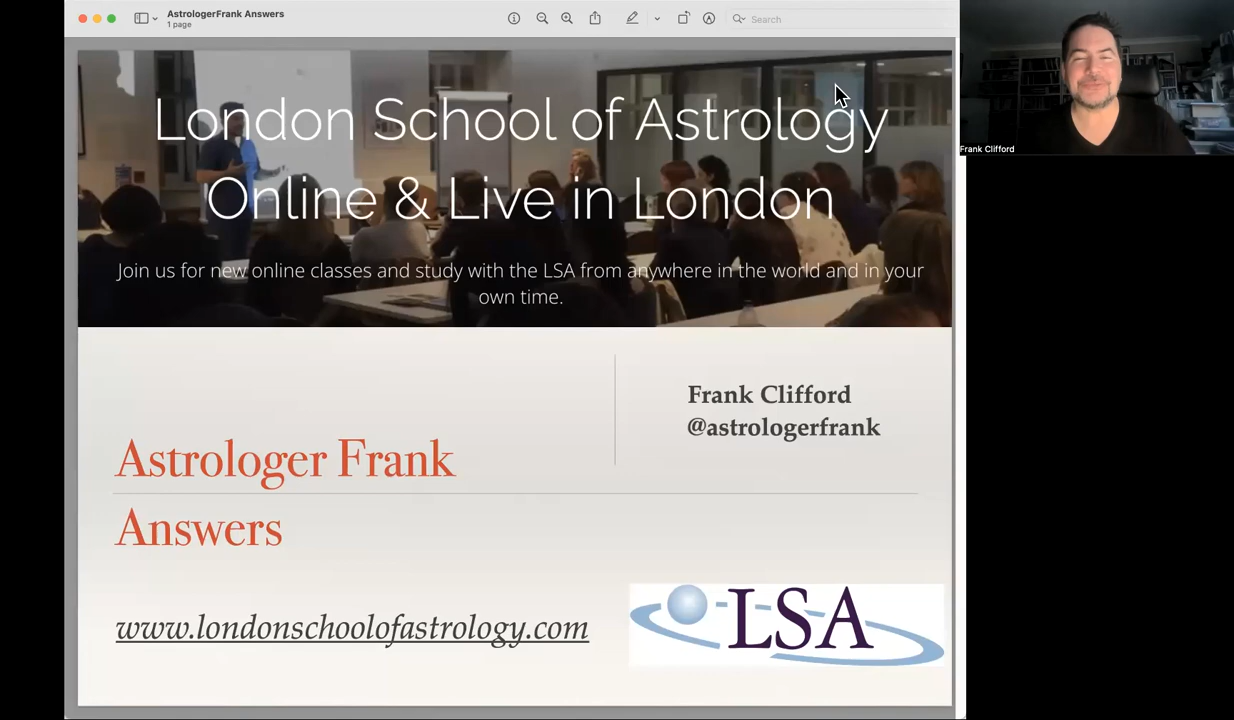 AstrologerFrank Answers
1 page
Search
London School of Astrology
Online & Live in London
Join us for new online classes and study with the LSA from anywhere in the world and in your
own time.
Frank Clifford
@astrologerfrank
Astrologer Frank
Answers
www.londonschoolofastrology.com
LSA
Frank Clifford